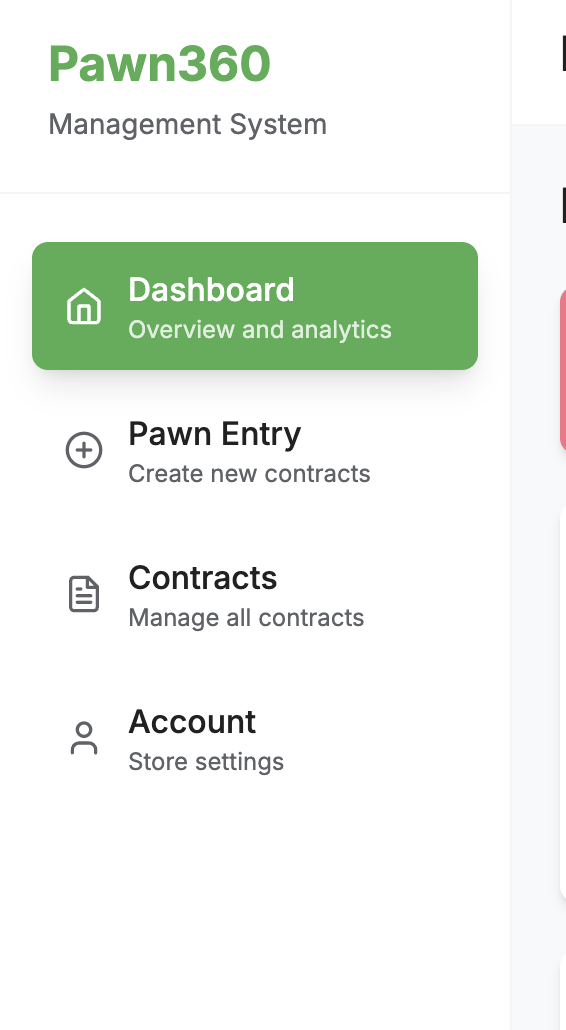 Pawn360
Management System
Dashboard
Overview and analytics
Pawn Entry
Create new contracts
Contracts
Manage all contracts
Account
Store settings